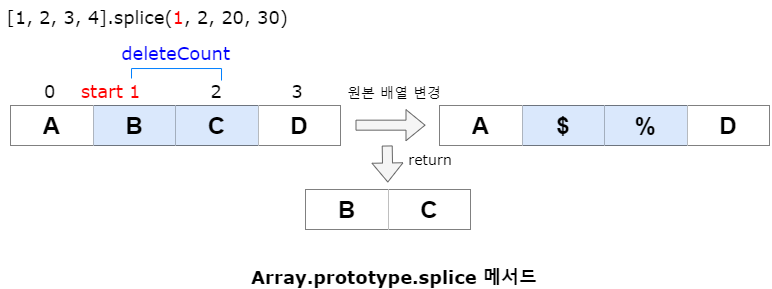 [1, 2, 3, 4].splice(1, 2, 20, 30)
deleteCount
0 start 1 2 3 원본 배열 변경
A B C D A $ % D
return
B C
Array.prototype.splice 메서드